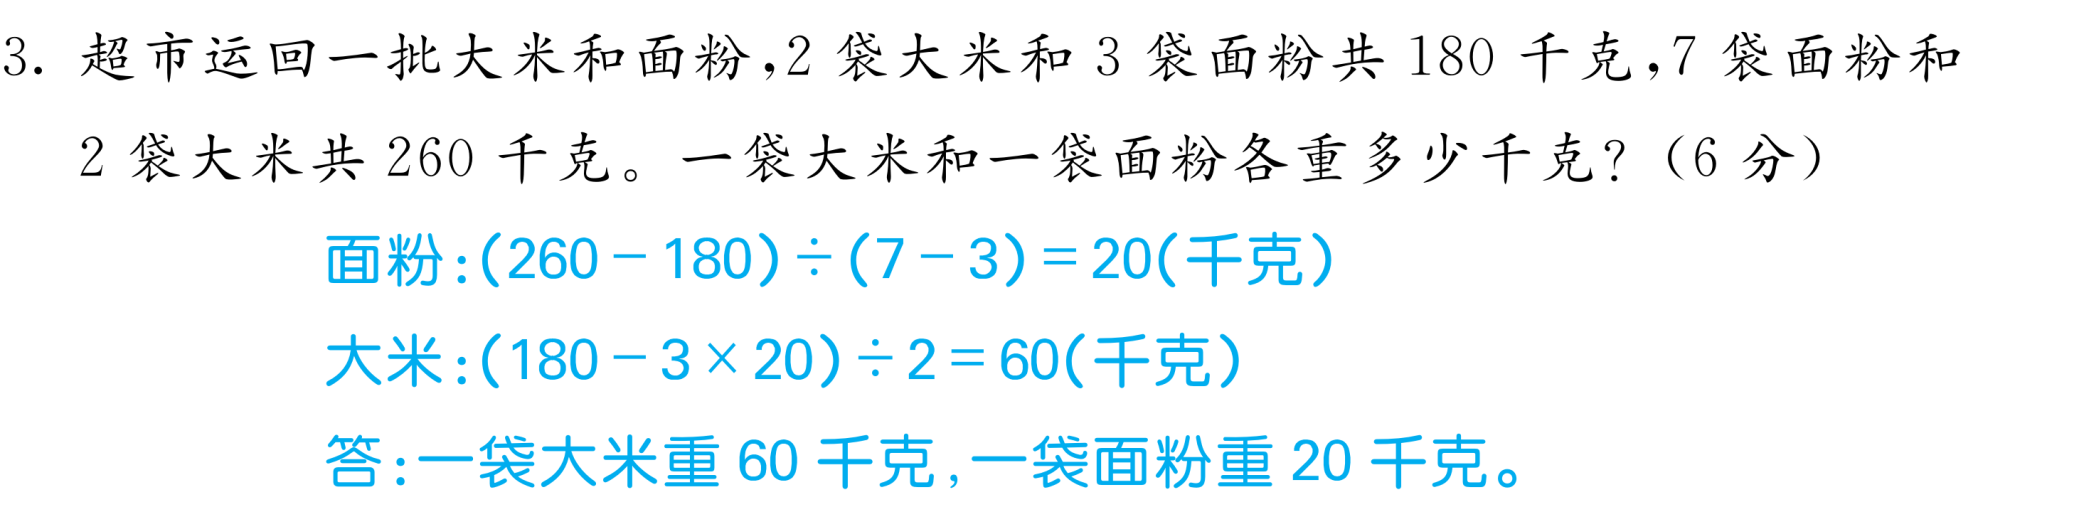 3. 超市运回一批大米和面粉,2 袋大米和 3 袋面粉共 180 千克,7 袋面粉和
2 袋大米共 260 千克。一袋大米和一袋面粉各重多少千克?(6 分)
面粉:(260－180)÷(7－3)=20(千克)
大米:(180－3×20)÷2=60(千克)
答:一袋大米重 60 千克,一袋面粉重 20 千克。